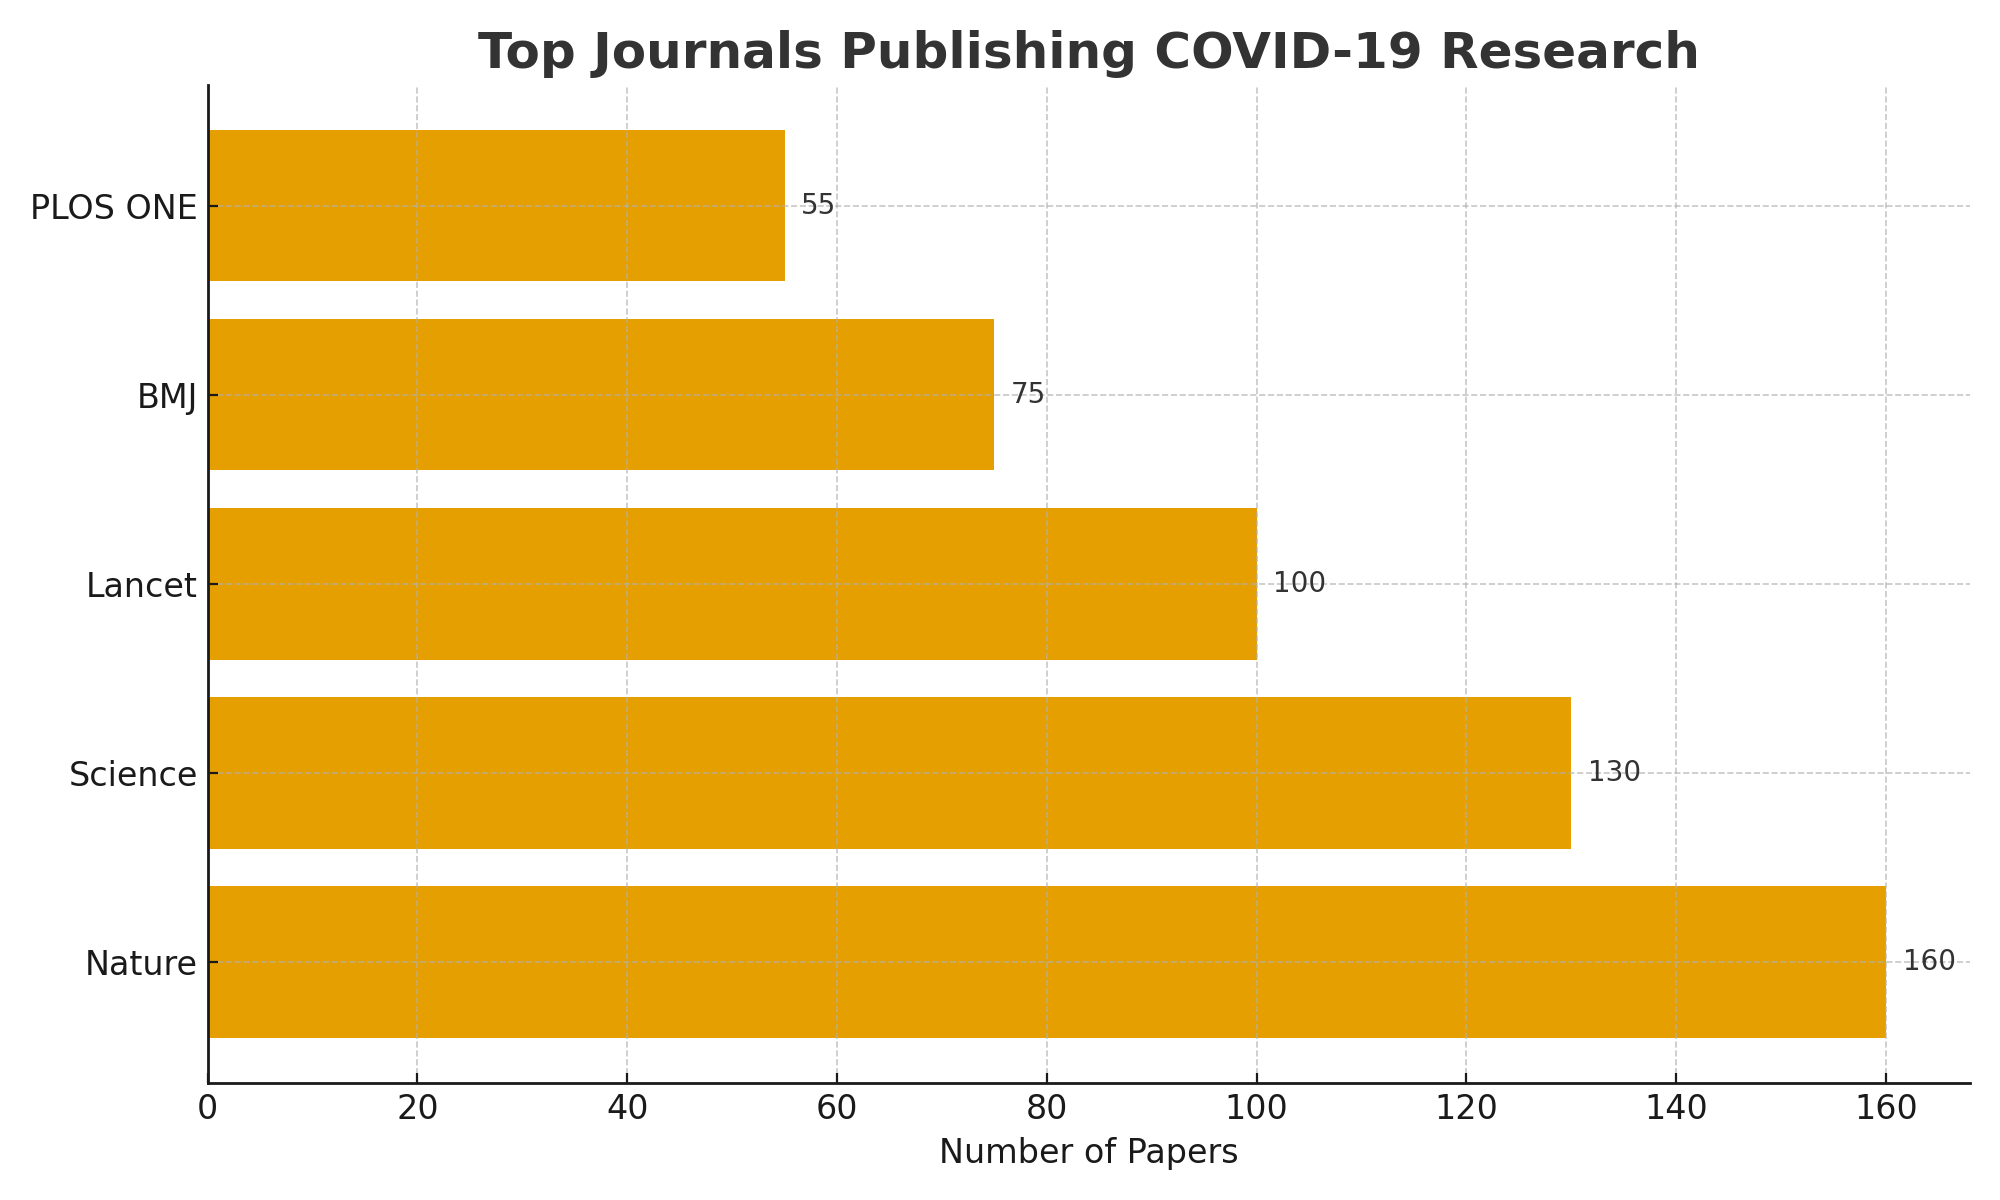 Top Journals Publishing COVID-19 Research
PLOS ONE
55
BMJ
75
Lancet
100
Science
130
Nature
160
0 20 40 60 80 100 120 140 160
Number of Papers